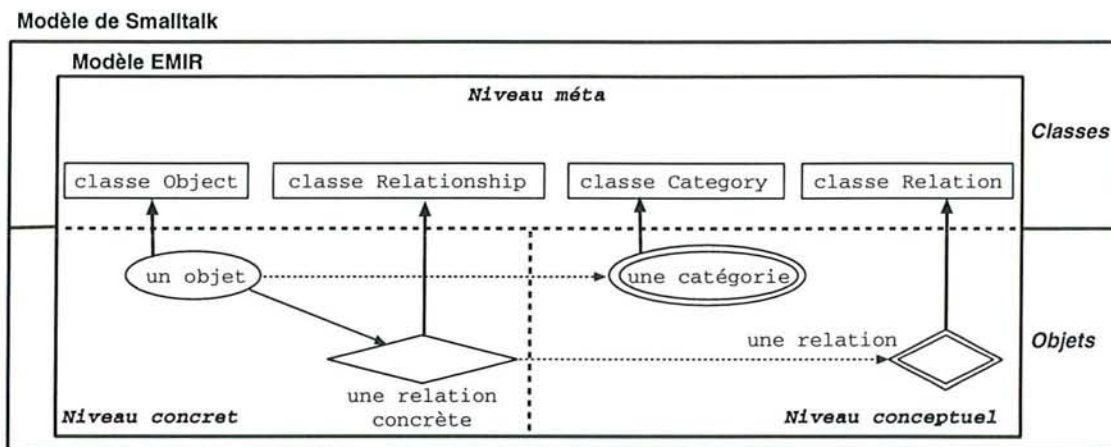 Modèle de Smalltalk
Modèle EMIR
Niveau méta
Classes
classe Object
classe Relationship
classe Category
classe Relation
un objet
une catégorie
une relation
Objets
une relation
concrète
Niveau concret
Niveau conceptuel